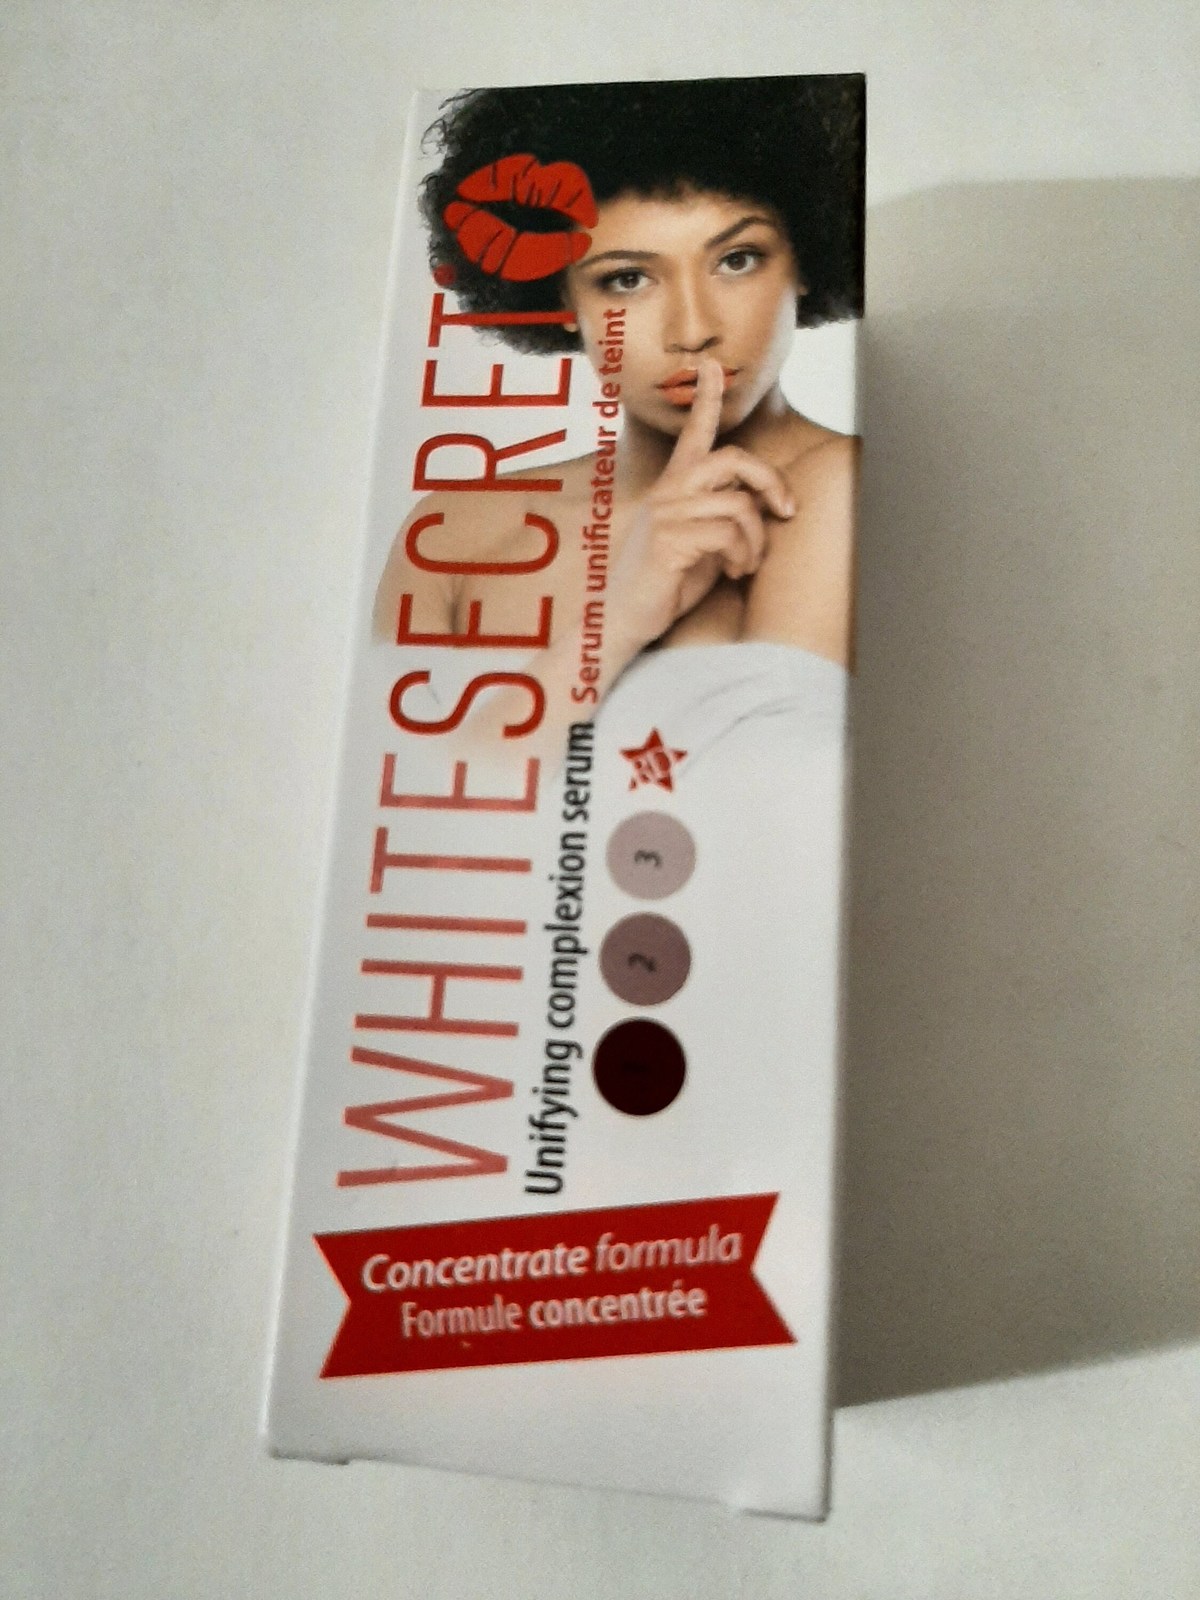 WHITESECRET
Unifying complexion serum Serum unificateur de teint
2 3
Concentrate formula
Formule concentrée